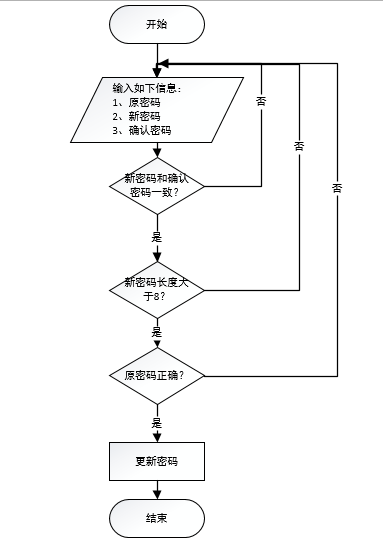 开始
输入如下信息：
1、原密码
2、新密码
3、确认密码
否
新密码和确认
密码一致？
否
否
是
新密码长度大
于8？
是
原密码正确？
是
更新密码
结束